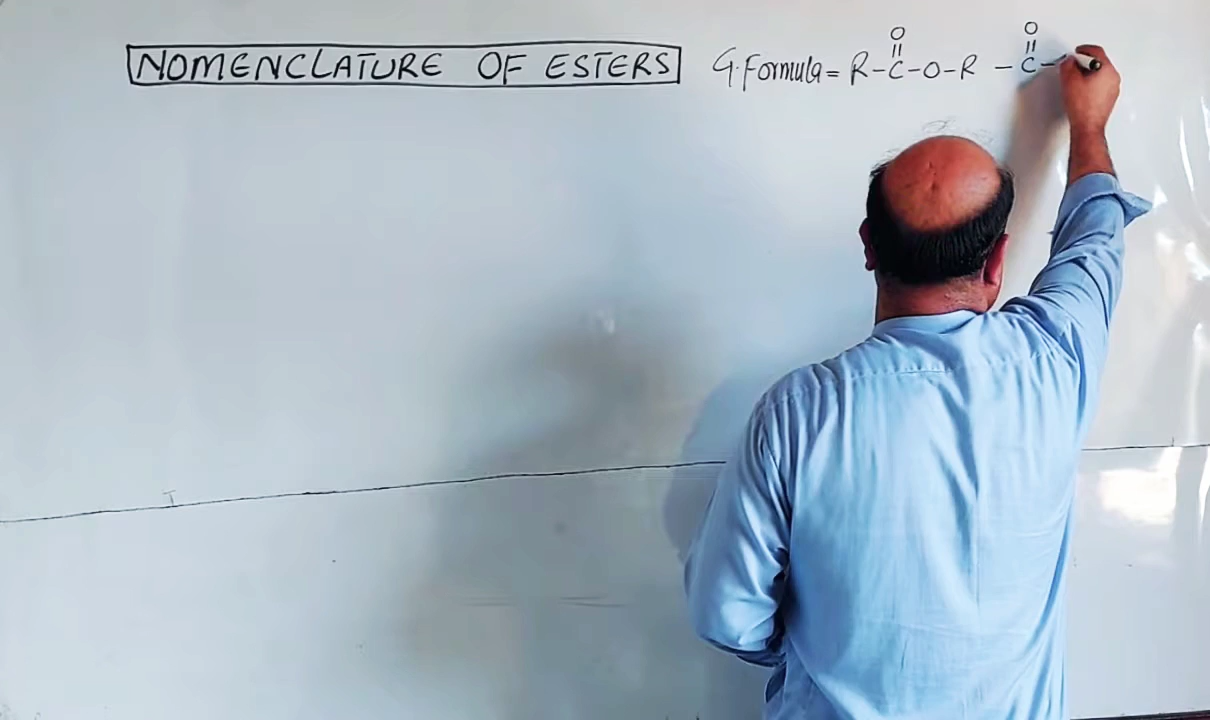 NOMENCLATURE OF ESTERS
O O
|| ||
G.Formula = R-C-O-R -C-